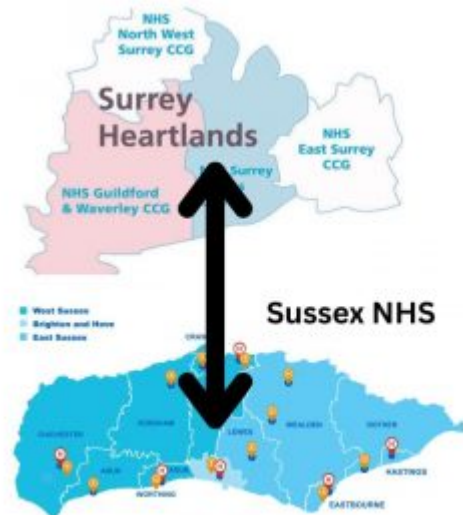 NHS
North West
Surrey CCG
Surrey
Heartlands
NHS
East Surrey
CCG
Surrey
NHS Guildford
& Waverley CCG
West Sussex
Brighton and Hove
East Sussex
Sussex NHS
HORSHAM
WEALDEN
ROTHER
CHICHESTER
LEWES
HASTINGS
ARUN
WORTHING
EASTBOURNE